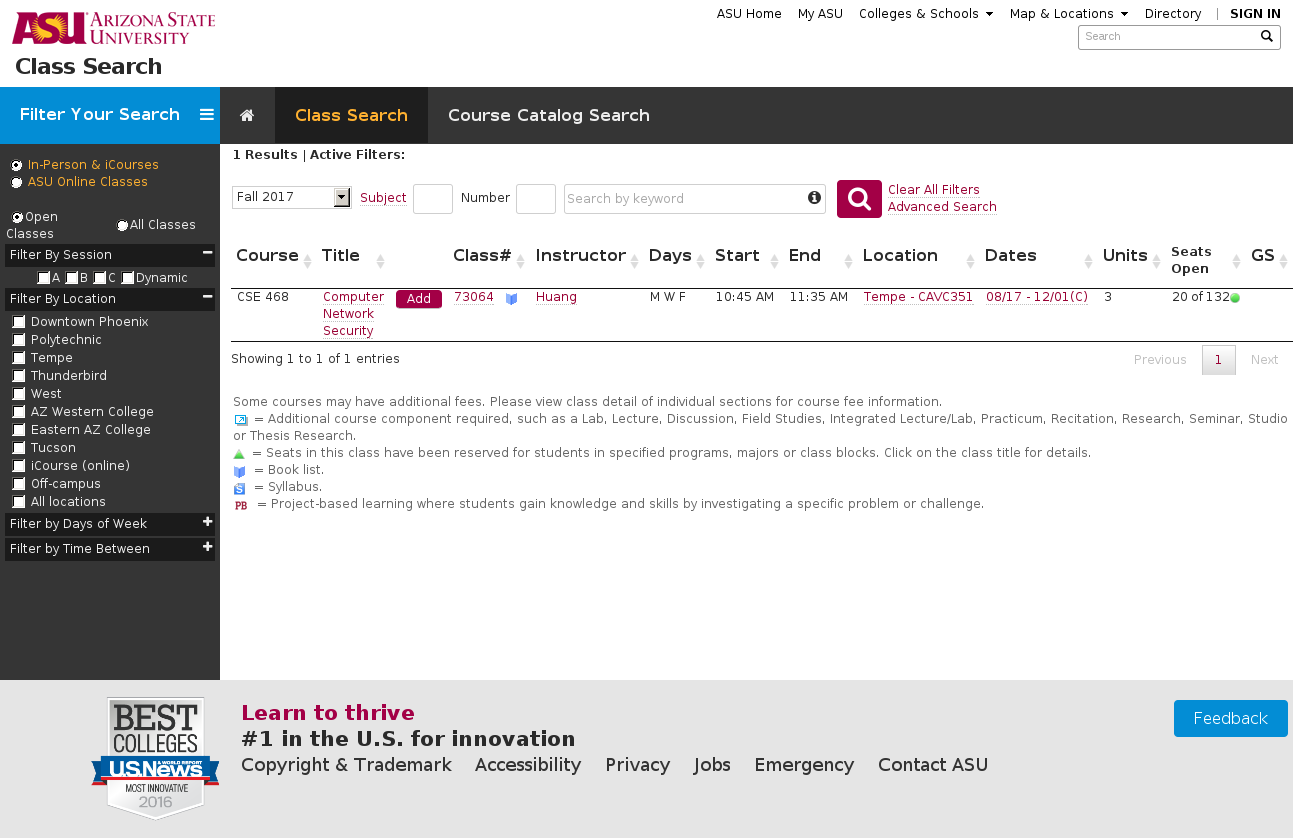 ASU ARIZONA STATE UNIVERSITY
ASU Home My ASU Colleges & Schools Map & Locations Directory | SIGN IN
Search
Class Search
Filter Your Search
Class Search
Course Catalog Search
In-Person & iCourses
ASU Online Classes
Open Classes
All Classes
Filter By Session
A B C Dynamic
Filter By Location
Downtown Phoenix
Polytechnic
Tempe
Thunderbird
West
AZ Western College
Eastern AZ College
Tucson
iCourse (online)
Off-campus
All locations
Filter by Days of Week
Filter by Time Between
1 Results | Active Filters:
Fall 2017 Subject Number Search by keyword
Clear All Filters
Advanced Search
Course Title Class# Instructor Days Start End Location Dates Units Seats Open GS
CSE 468 Computer Network Security Add 73064 Huang M W F 10:45 AM 11:35 AM Tempe - CAVC351 08/17 - 12/01(C) 3 20 of 132
Showing 1 to 1 of 1 entries
Previous 1 Next
Some courses may have additional fees. Please view class detail of individual sections for course fee information.
= Additional course component required, such as a Lab, Lecture, Discussion, Field Studies, Integrated Lecture/Lab, Practicum, Recitation, Research, Seminar, Studio
or Thesis Research.
= Seats in this class have been reserved for students in specified programs, majors or class blocks. Click on the class title for details.
= Book list.
S = Syllabus.
PB = Project-based learning where students gain knowledge and skills by investigating a specific problem or challenge.
BEST
COLLEGES
U.S.News
& WORLD REPORT
MOST INNOVATIVE
2016
Learn to thrive
#1 in the U.S. for innovation
Copyright & Trademark Accessibility Privacy Jobs Emergency Contact ASU
Feedback